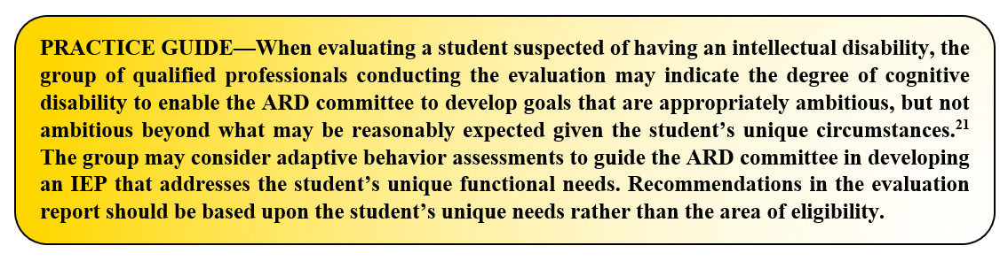 PRACTICE GUIDE—When evaluating a student suspected of having an intellectual disability, the
group of qualified professionals conducting the evaluation may indicate the degree of cognitive
disability to enable the ARD committee to develop goals that are appropriately ambitious, but not
ambitious beyond what may be reasonably expected given the student’s unique circumstances.21
The group may consider adaptive behavior assessments to guide the ARD committee in developing
an IEP that addresses the student’s unique functional needs. Recommendations in the evaluation
report should be based upon the student’s unique needs rather than the area of eligibility.